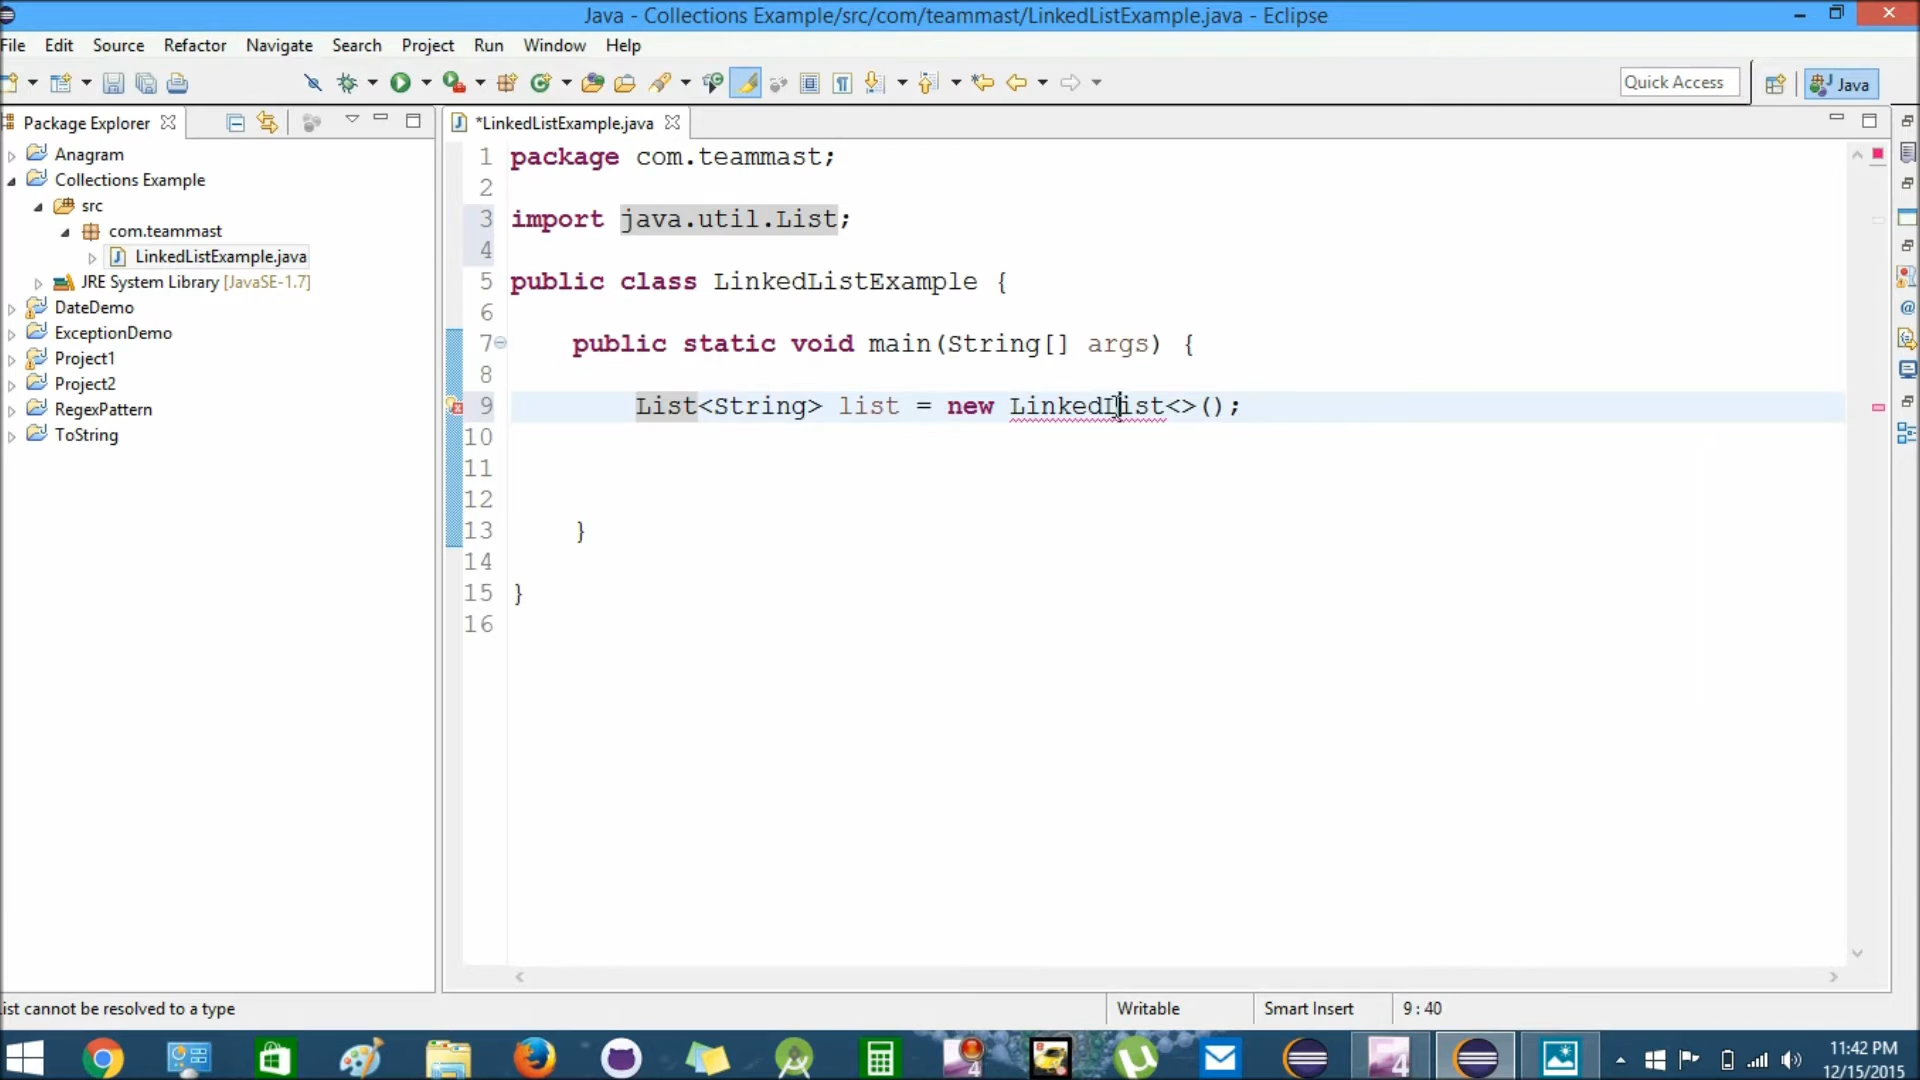 Java - Collections Example/src/com/teammast/LinkedListExample.java - Eclipse
File Edit Source Refactor Navigate Search Project Run Window Help
Quick Access
Java
Package Explorer
*LinkedListExample.java
Anagram
Collections Example
src
com.teammast
LinkedListExample.java
JRE System Library [JavaSE-1.7]
DateDemo
ExceptionDemo
Project1
Project2
RegexPattern
ToString
1 package com.teammast;
2
3 import java.util.List;
4
5 public class LinkedListExample {
6
7 public static void main(String[] args) {
8
9 List<String> list = new LinkedList<>();
10
11
12
13 }
14
15 }
16
ist cannot be resolved to a type
Writable
Smart Insert
9 : 40
11:42 PM
12/15/2015